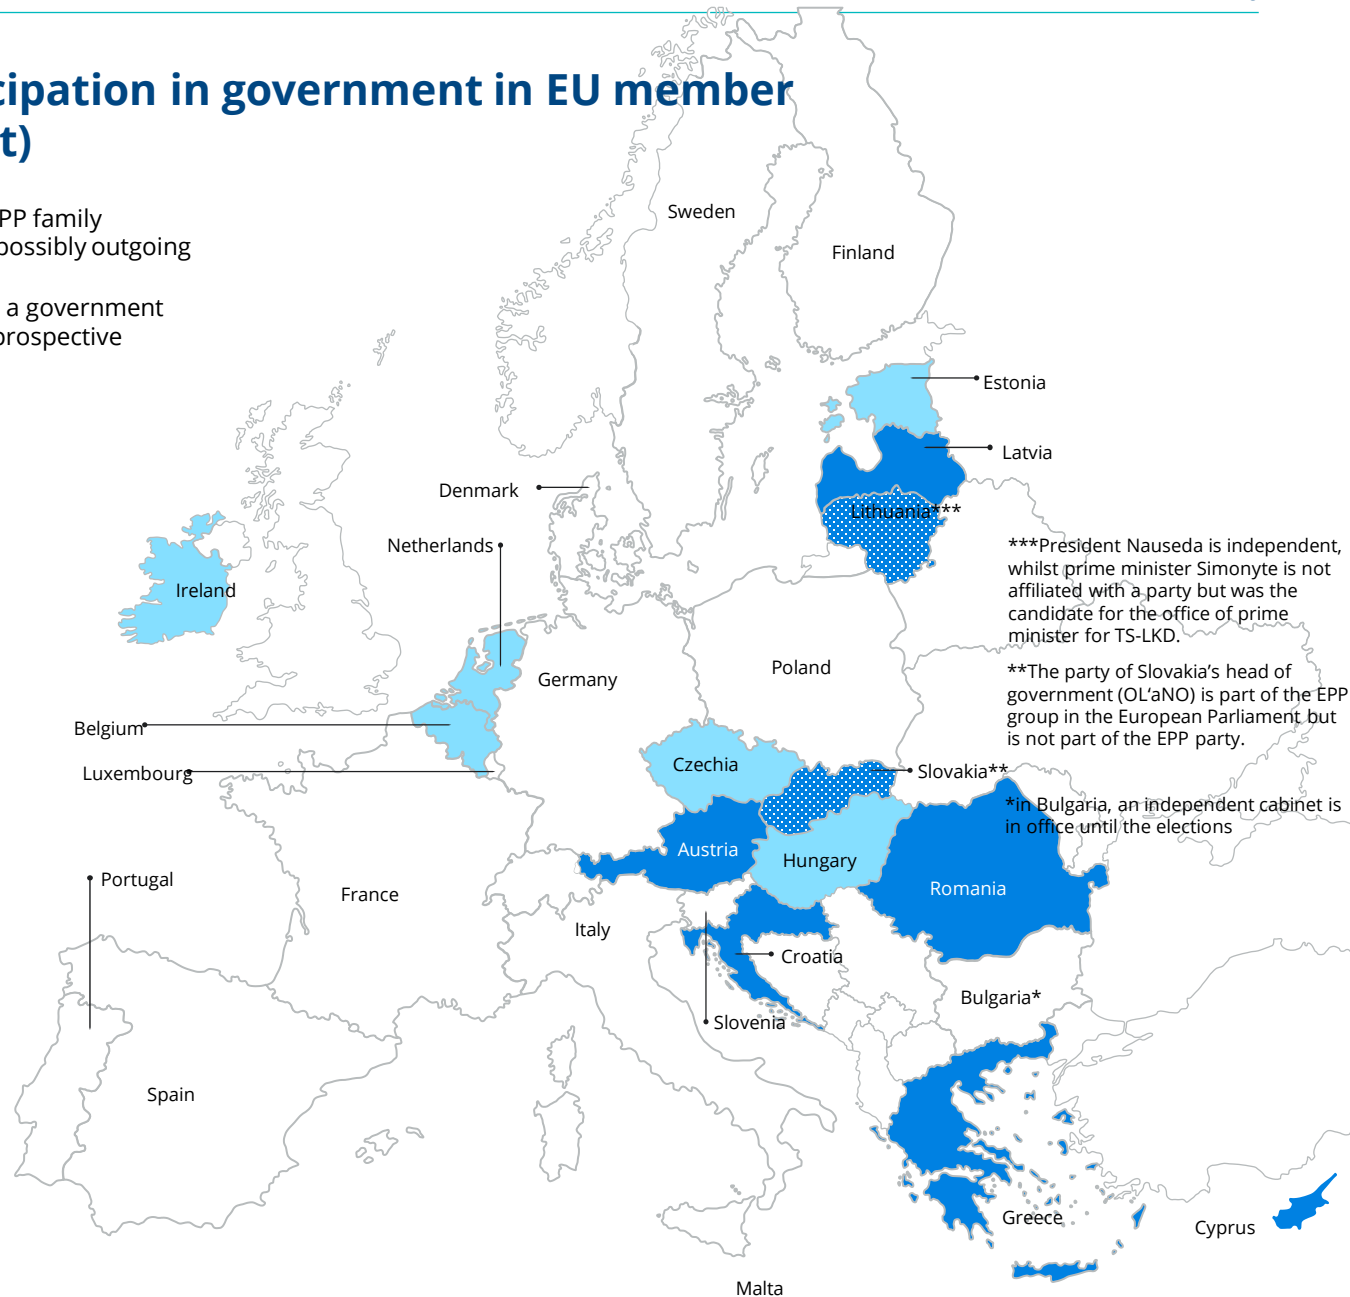 cipation in government in EU member
t)
PP family
possibly outgoing
a government
prospective
Sweden
Finland
Estonia
Latvia
Denmark
Lithuania***
Netherlands
***President Nauseda is independent,
whilst prime minister Simonyte is not
affiliated with a party but was the
candidate for the office of prime
minister for TS-LKD.
Ireland
Poland
Germany
**The party of Slovakia’s head of
government (OL‘aNO) is part of the EPP
group in the European Parliament but
is not part of the EPP party.
Belgium
Luxembourg
Czechia
Slovakia**
*in Bulgaria, an independent cabinet is
in office until the elections
Austria
Hungary
Portugal
France
Romania
Italy
Croatia
Bulgaria*
Slovenia
Spain
Greece
Cyprus
Malta